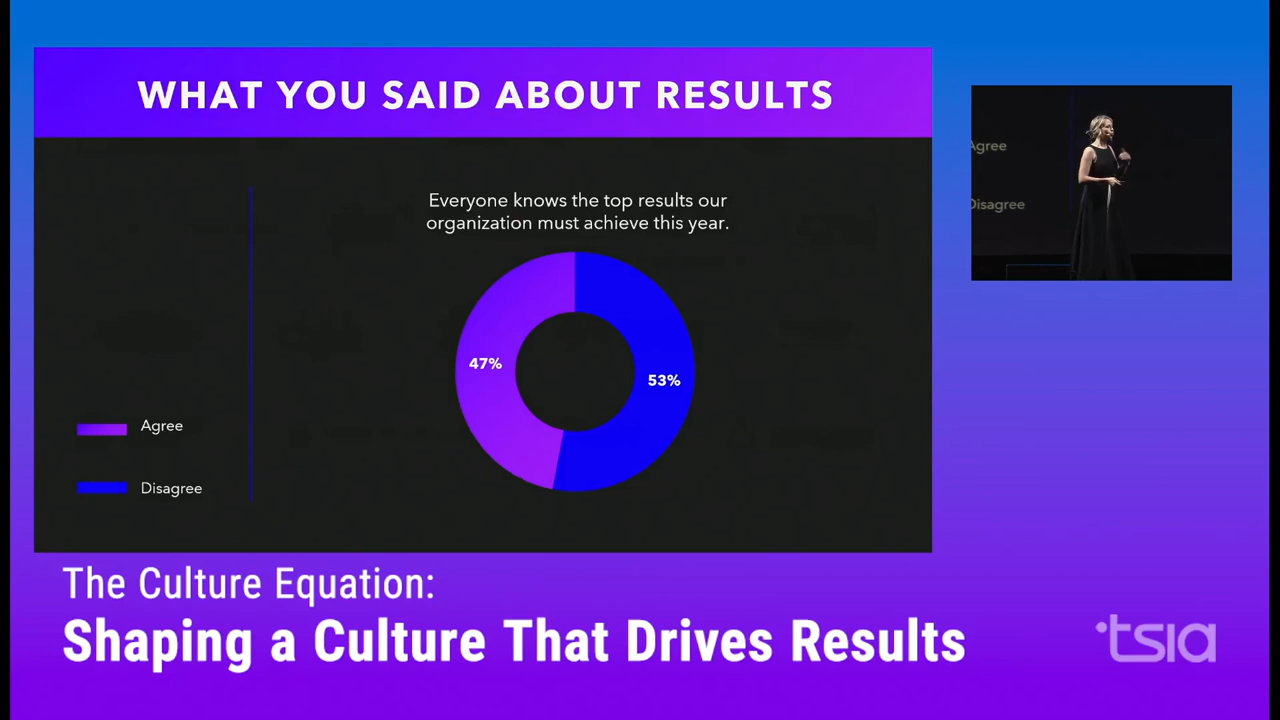 WHAT YOU SAID ABOUT RESULTS
Everyone knows the top results our
organization must achieve this year.
47%
53%
Agree
Disagree
Agree
Disagree
The Culture Equation:
Shaping a Culture That Drives Results
tsia